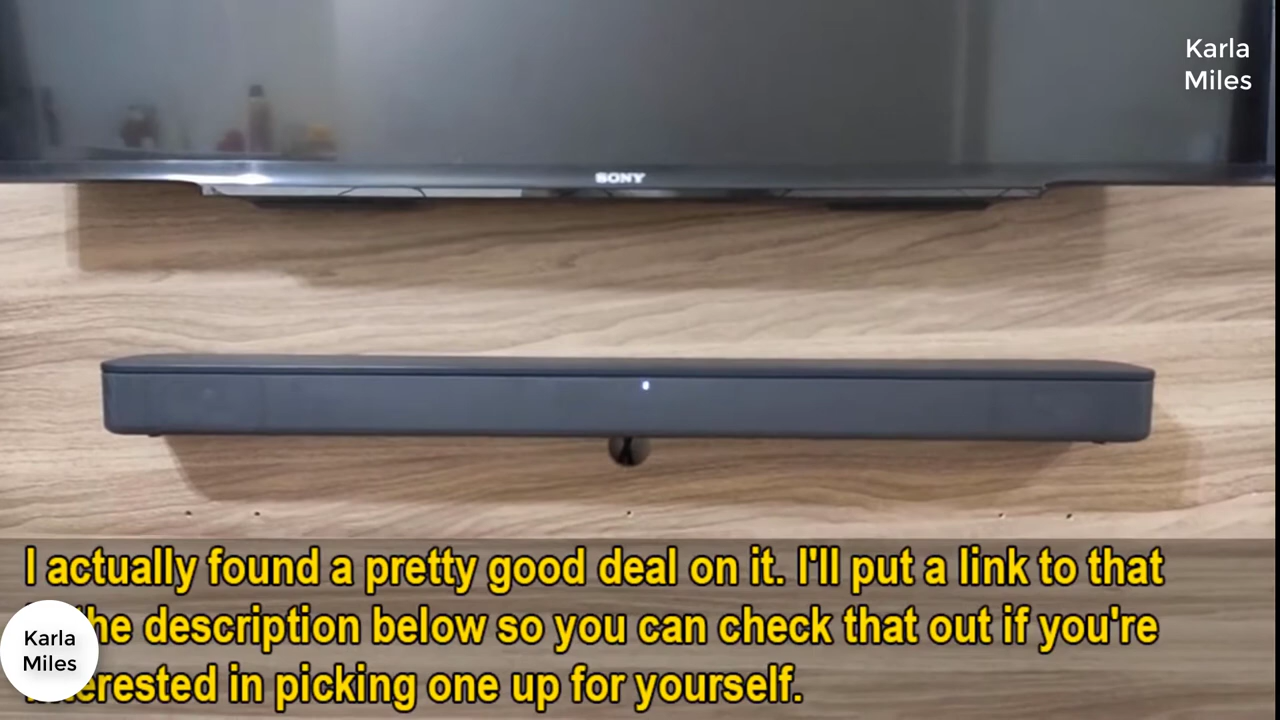 Karla
Miles
SONY
I actually found a pretty good deal on it. I'll put a link to that
the description below so you can check that out if you're
in picking one up for yourself.
Karla
Miles